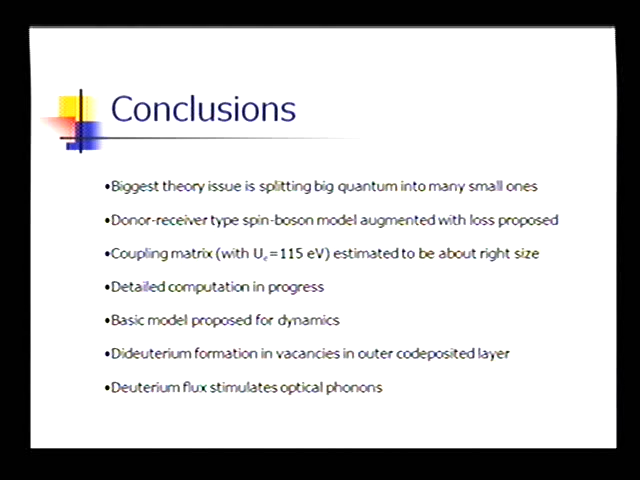 Conclusions
•Biggest theory issue is splitting big quantum into many small ones
•Donor-receiver type spin-boson model augmented with loss proposed
•Coupling matrix (with Ue=115 eV) estimated to be about right size
•Detailed computation in progress
•Basic model proposed for dynamics
•Dideuterium formation in vacancies in outer codeposited layer
•Deuterium flux stimulates optical phonons